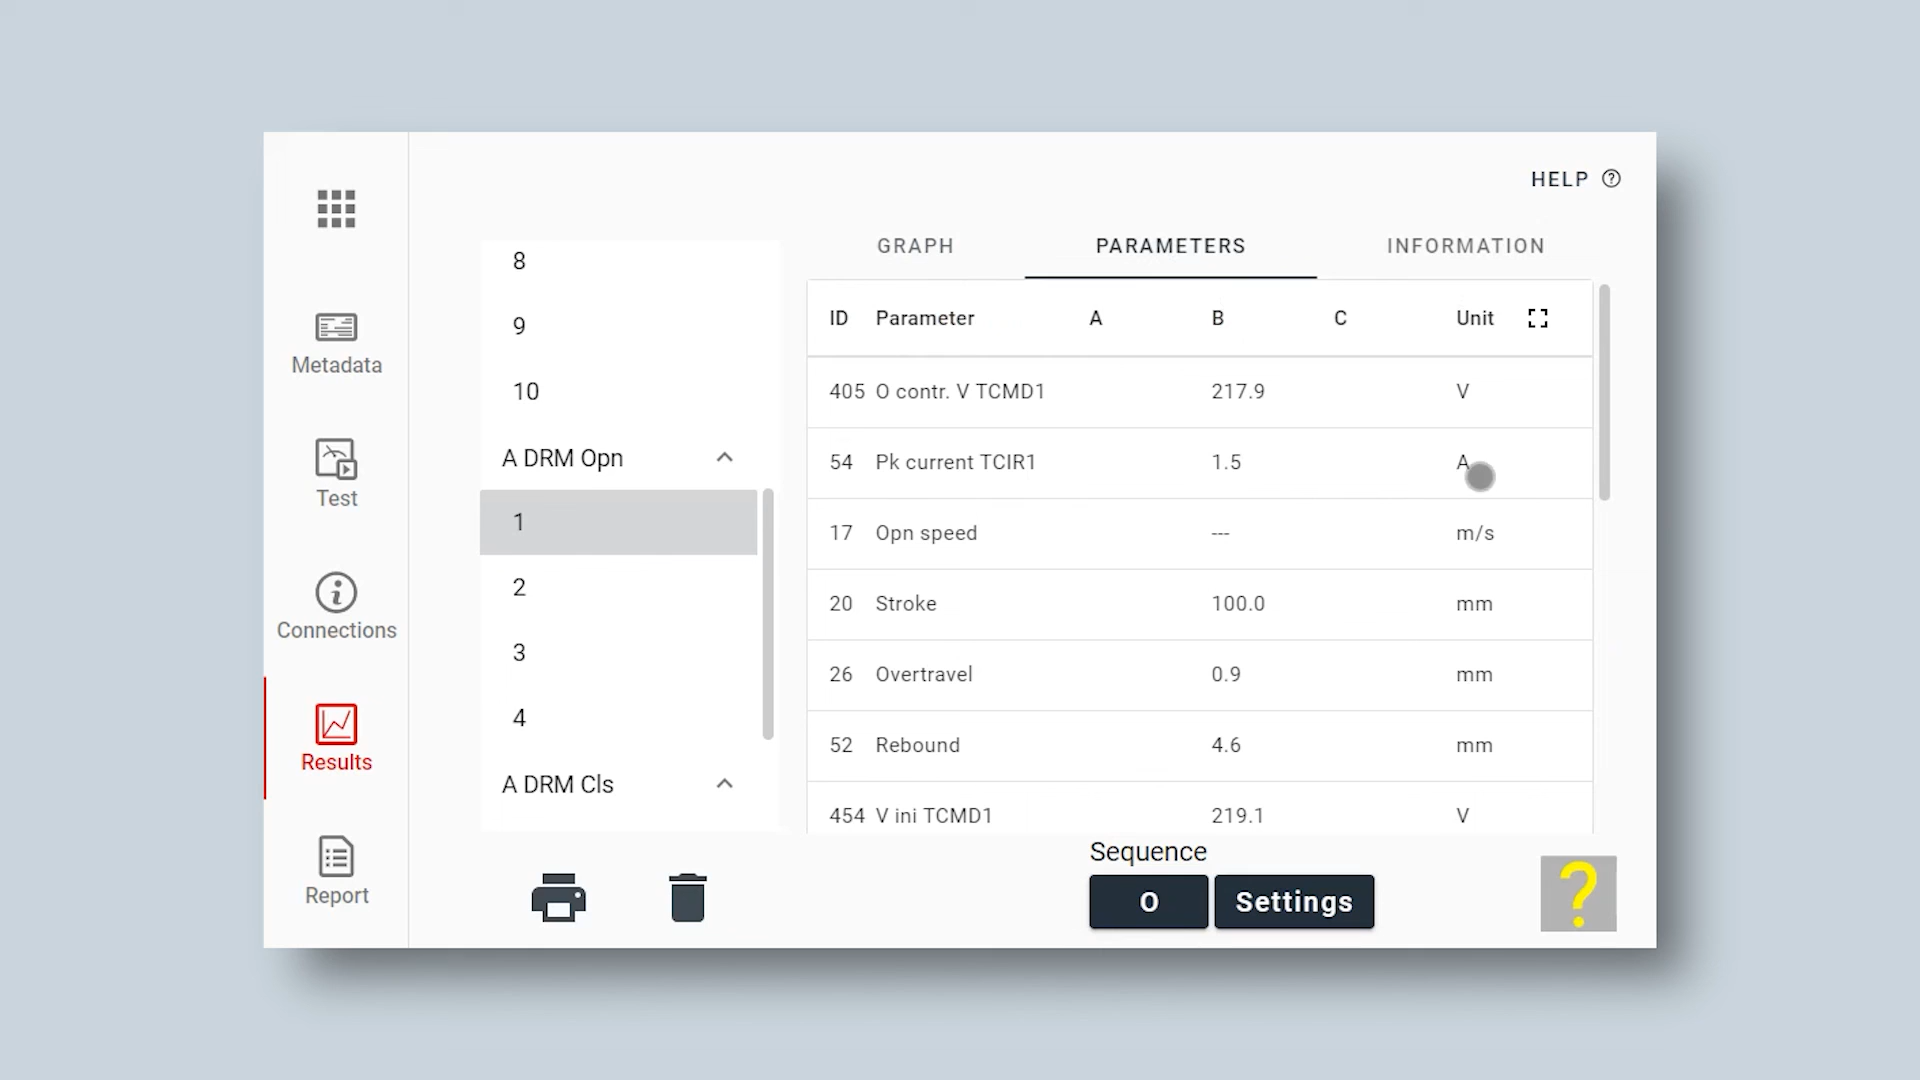 HELP ?
Metadata
Test
Connections
Results
Report
8
9
10
A DRM Opn
1
2
3
4
A DRM Cls
GRAPH PARAMETERS INFORMATION
ID Parameter A B C Unit
405 O contr. V TCMD1 217.9 V
54 Pk current TCIR1 1.5 A
17 Opn speed --- m/s
20 Stroke 100.0 mm
26 Overtravel 0.9 mm
52 Rebound 4.6 mm
454 V ini TCMD1 219.1 V
Sequence
O Settings
?